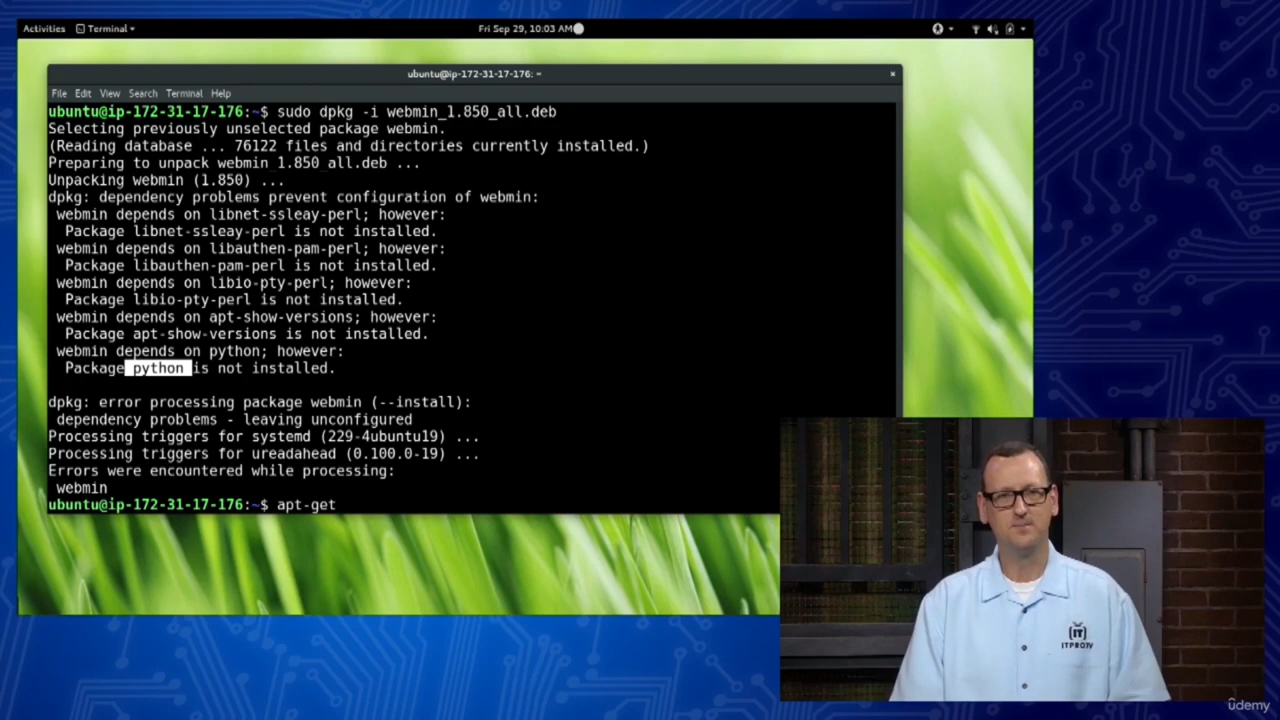 Activities Terminal Fri Sep 29, 10:03 AM
ubuntu@ip-172-31-17-176: ~ ×
File Edit View Search Terminal Help
ubuntu@ip-172-31-17-176:~$ sudo dpkg -i webmin_1.850_all.deb
Selecting previously unselected package webmin.
(Reading database ... 76122 files and directories currently installed.)
Preparing to unpack webmin_1.850_all.deb ...
Unpacking webmin (1.850) ...
dpkg: dependency problems prevent configuration of webmin:
webmin depends on libnet-ssleay-perl; however:
Package libnet-ssleay-perl is not installed.
webmin depends on libauthen-pam-perl; however:
Package libauthen-pam-perl is not installed.
webmin depends on libio-pty-perl; however:
Package libio-pty-perl is not installed.
webmin depends on apt-show-versions; however:
Package apt-show-versions is not installed.
webmin depends on python; however:
Package python is not installed.
dpkg: error processing package webmin (--install):
dependency problems - leaving unconfigured
Processing triggers for systemd (229-4ubuntu19) ...
Processing triggers for ureadahead (0.100.0-19) ...
Errors were encountered while processing:
webmin
ubuntu@ip-172-31-17-176:~$ apt-get
IT
ITPROTV
ûdemy